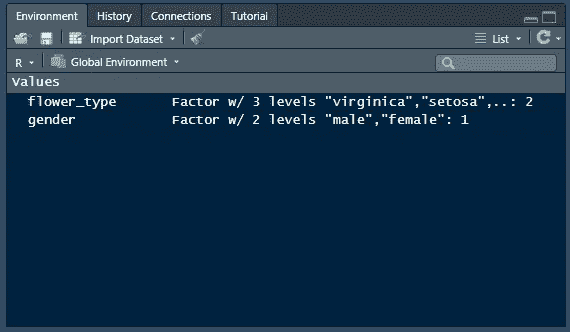 Environment History Connections Tutorial
Import Dataset List
R Global Environment
Values
flower_type Factor w/ 3 levels "virginica","setosa",..: 2
gender Factor w/ 2 levels "male","female": 1